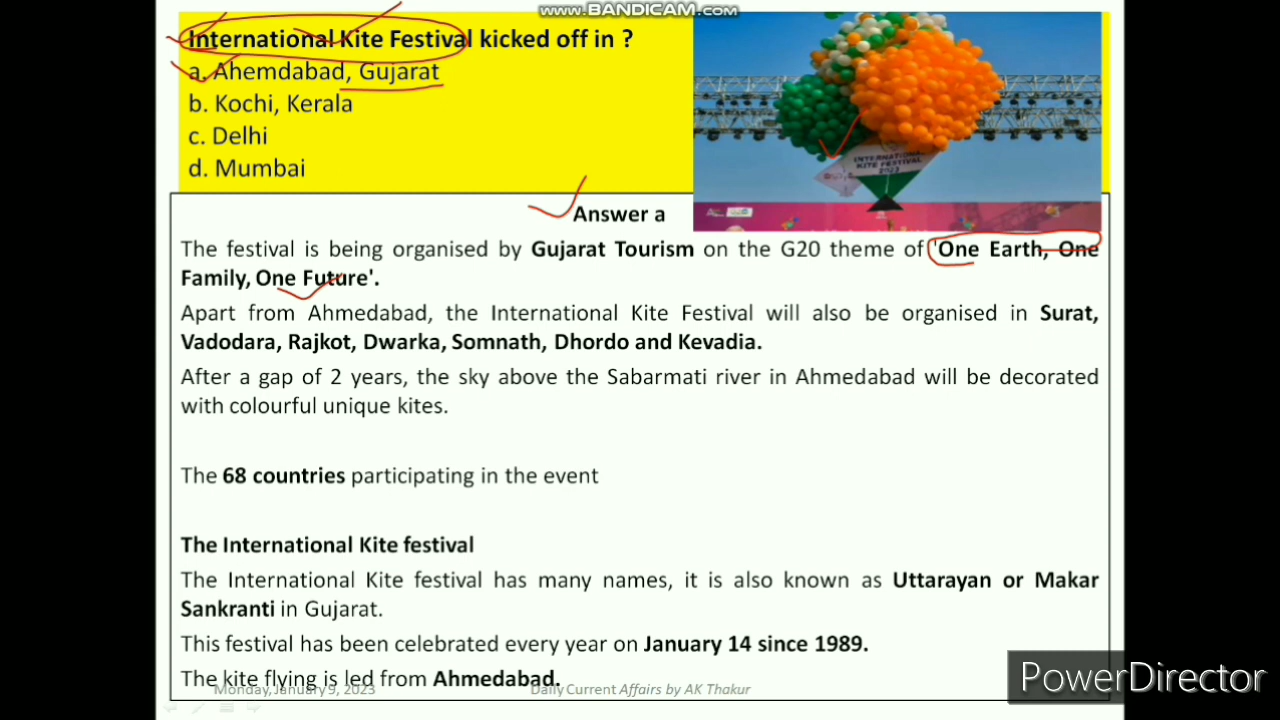 www.BANDICAM.com
International Kite Festival kicked off in ?
a. Ahemdabad, Gujarat
b. Kochi, Kerala
c. Delhi
d. Mumbai
INTERNATIONAL
KITE FESTIVAL
2023
Answer a
The festival is being organised by Gujarat Tourism on the G20 theme of 'One Earth, One
Family, One Future'.
Apart from Ahmedabad, the International Kite Festival will also be organised in Surat,
Vadodara, Rajkot, Dwarka, Somnath, Dhordo and Kevadia.
After a gap of 2 years, the sky above the Sabarmati river in Ahmedabad will be decorated
with colourful unique kites.
The 68 countries participating in the event
The International Kite festival
The International Kite festival has many names, it is also known as Uttarayan or Makar
Sankranti in Gujarat.
This festival has been celebrated every year on January 14 since 1989.
The kite flying is led from Ahmedabad.
Monday, January 9, 2023
Daily Current Affairs by AK Thakur
PowerDirector